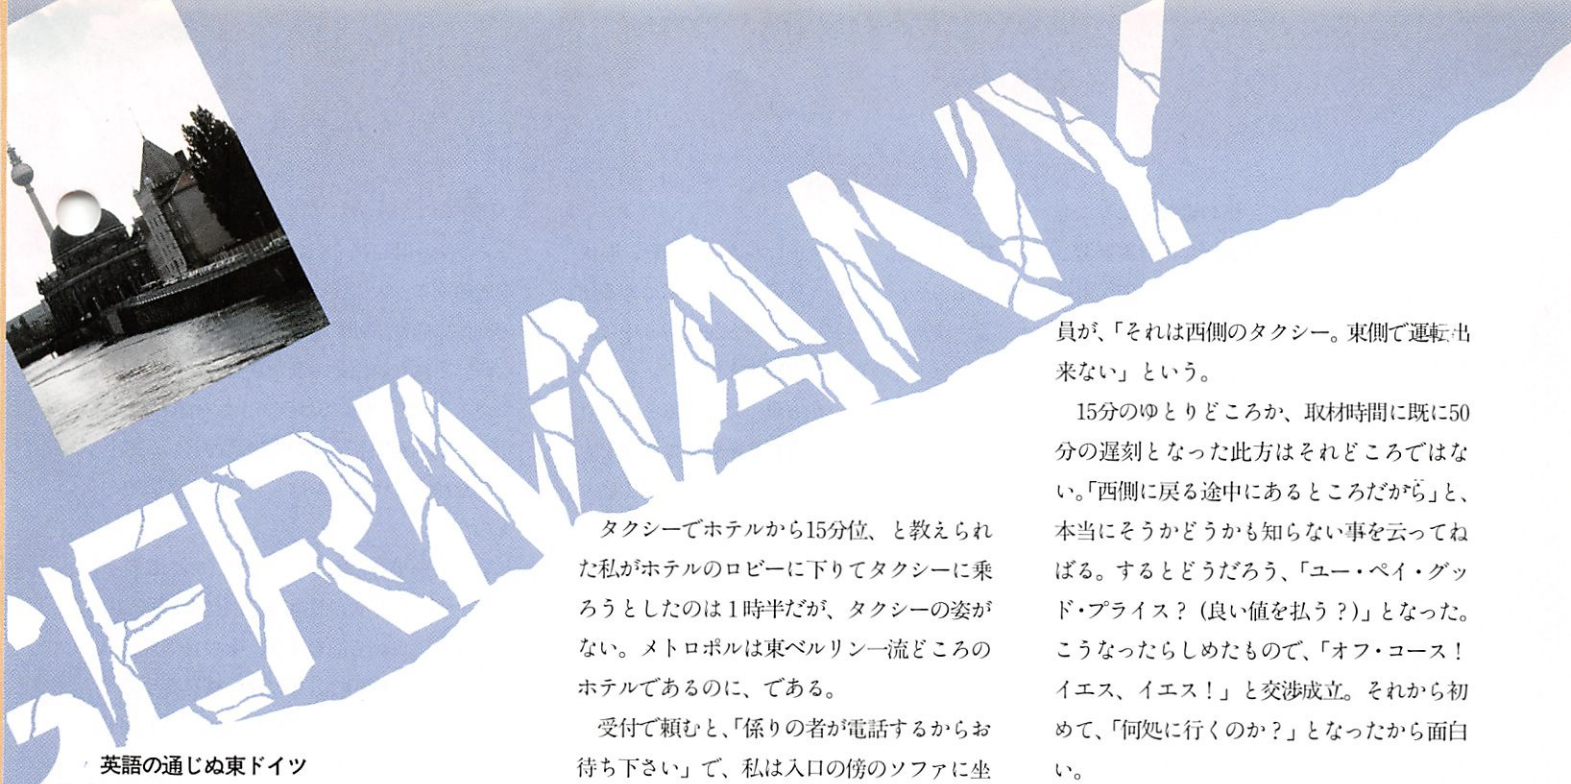 GERMANY
英語の通じぬ東ドイツ
タクシーでホテルから15分位、と教えられ
た私がホテルのロビーに下りてタクシーに乗
ろうとしたのは1時半だが、タクシーの姿が
ない。メトロポルは東ベルリン一流どころの
ホテルであるのに、である。
受付で頼むと、「係りの者が電話するからお
待ち下さい」で、私は入口の傍のソファに坐
員が、「それは西側のタクシー。東側で運転出
来ない」という。
15分のゆとりどころか、取材時間に既に50
分の遅刻となった此方はそれどころではな
い。「西側に戻る途中にあるところだから」と、
本当にそうかどうかも知らない事を云ってね
ばる。するとどうだろう、「ユー・ペイ・グッ
ド・プライス？（良い値を払う？）」となった。
こうなったらしめたもので、「オフ・コース！
イエス、イエス！」と交渉成立。それから初
めて、「何処に行くのか？」となったから面白
い。